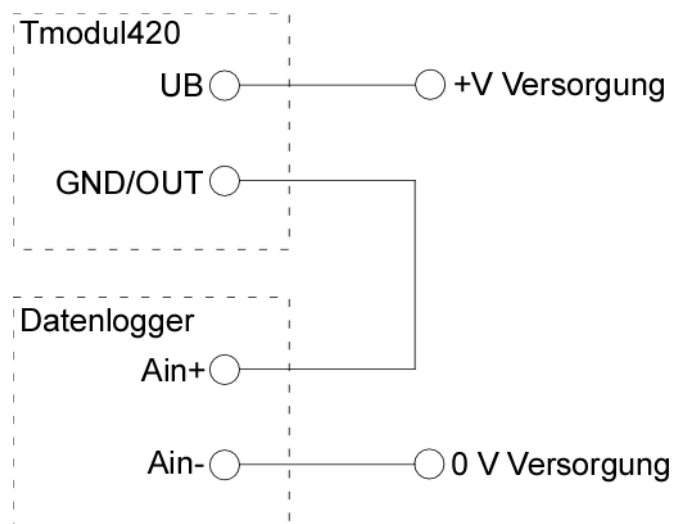 Tmodul420
UB
+V Versorgung
GND/OUT
Datenlogger
Ain+
Ain-
0 V Versorgung